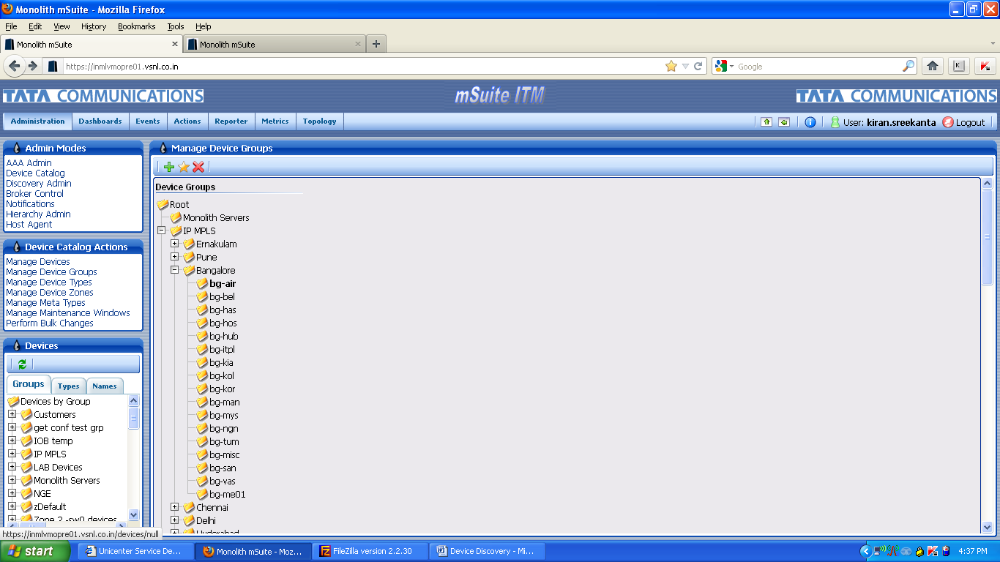 Monolith mSuite - Mozilla Firefox
File Edit View History Bookmarks Tools Help
Monolith mSuite
Monolith mSuite
https://inmlvmopre01.vsnl.co.in
Google
TATA COMMUNICATIONS
mSuite ITM
TATA COMMUNICATIONS
Administration Dashboards Events Actions Reporter Metrics Topology
User: kiran.sreekanta Logout
Admin Modes
AAA Admin
Device Catalog
Discovery Admin
Broker Control
Notifications
Hierarchy Admin
Host Agent
Device Catalog Actions
Manage Devices
Manage Device Groups
Manage Device Types
Manage Device Zones
Manage Meta Types
Manage Maintenance Windows
Perform Bulk Changes
Devices
Groups Types Names
Devices by Group
Customers
get conf test grp
IOB temp
IP MPLS
LAB Devices
Monolith Servers
NGE
zDefault
Zone 2 -sw0 devices
Manage Device Groups
Device Groups
Root
Monolith Servers
IP MPLS
Ernakulam
Pune
Bangalore
bg-air
bg-bel
bg-has
bg-hos
bg-hub
bg-itpl
bg-kia
bg-kol
bg-kor
bg-man
bg-mys
bg-ngn
bg-tum
bg-misc
bg-san
bg-vas
bg-me01
Chennai
Delhi
Hyderabad
https://inmlvmopre01.vsnl.co.in/devices/null
start
Unicenter Service De...
Monolith mSuite - Moz...
FileZilla version 2.2.30
Device Discovery - Mi...
4:37 PM